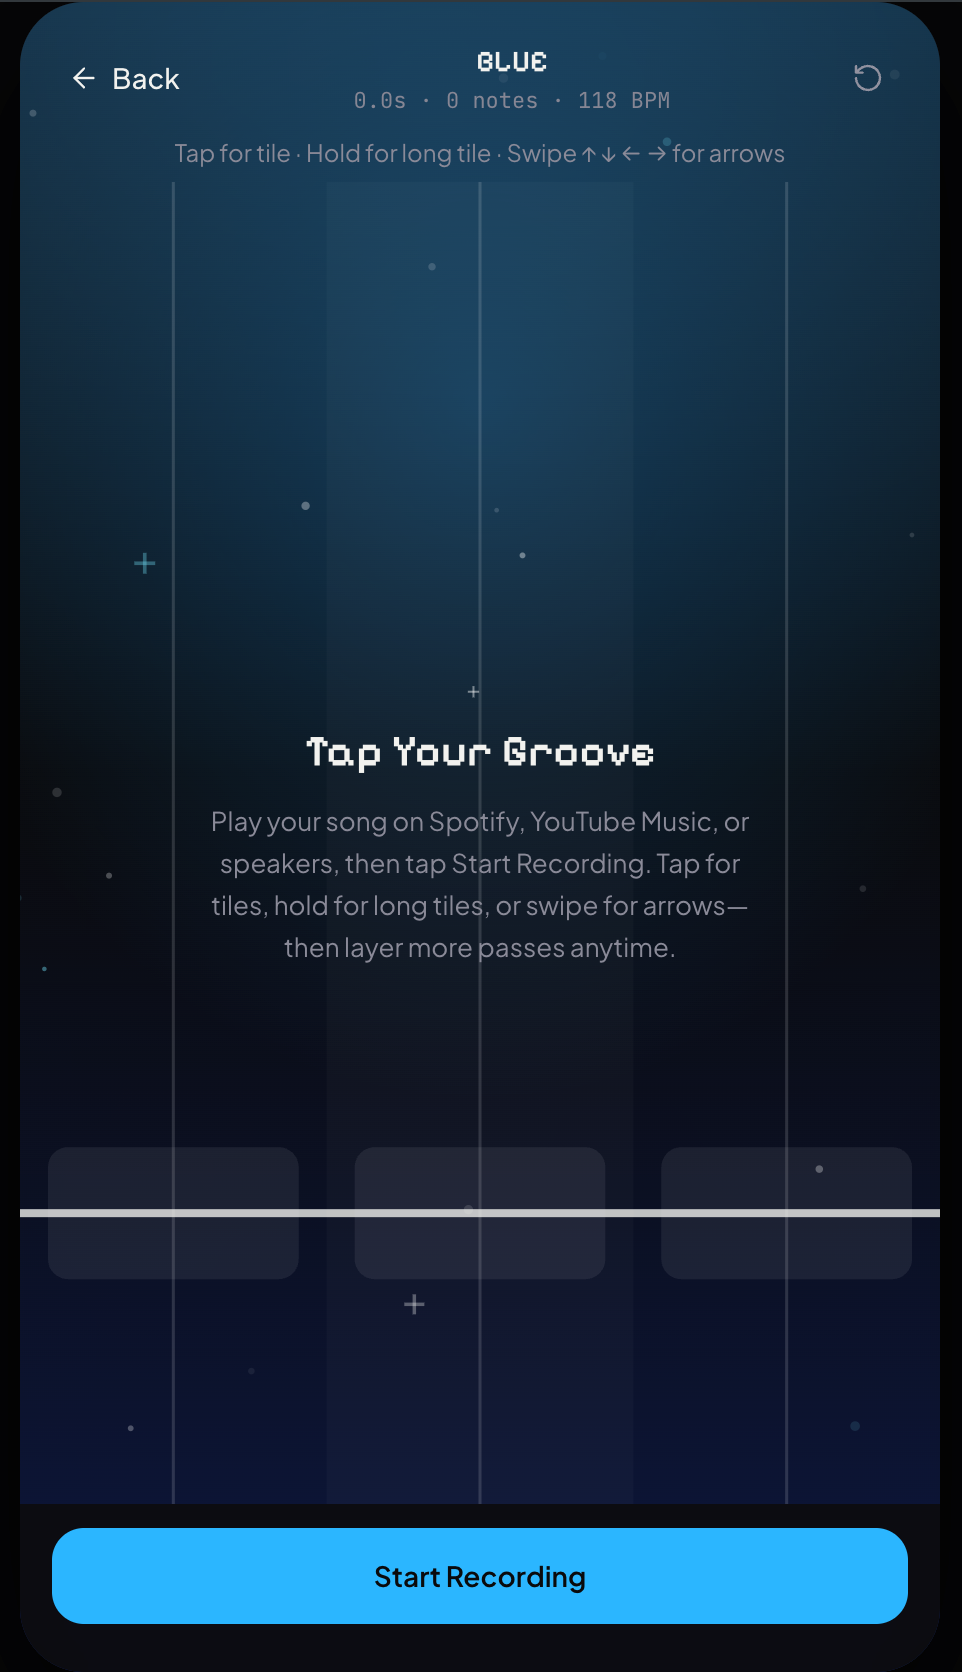 ← Back
BLUE
0.0s · 0 notes · 118 BPM
Tap for tile · Hold for long tile · Swipe ↑ ↓ ← → for arrows
Tap Your Groove
Play your song on Spotify, YouTube Music, or
speakers, then tap Start Recording. Tap for
tiles, hold for long tiles, or swipe for arrows—
then layer more passes anytime.
Start Recording